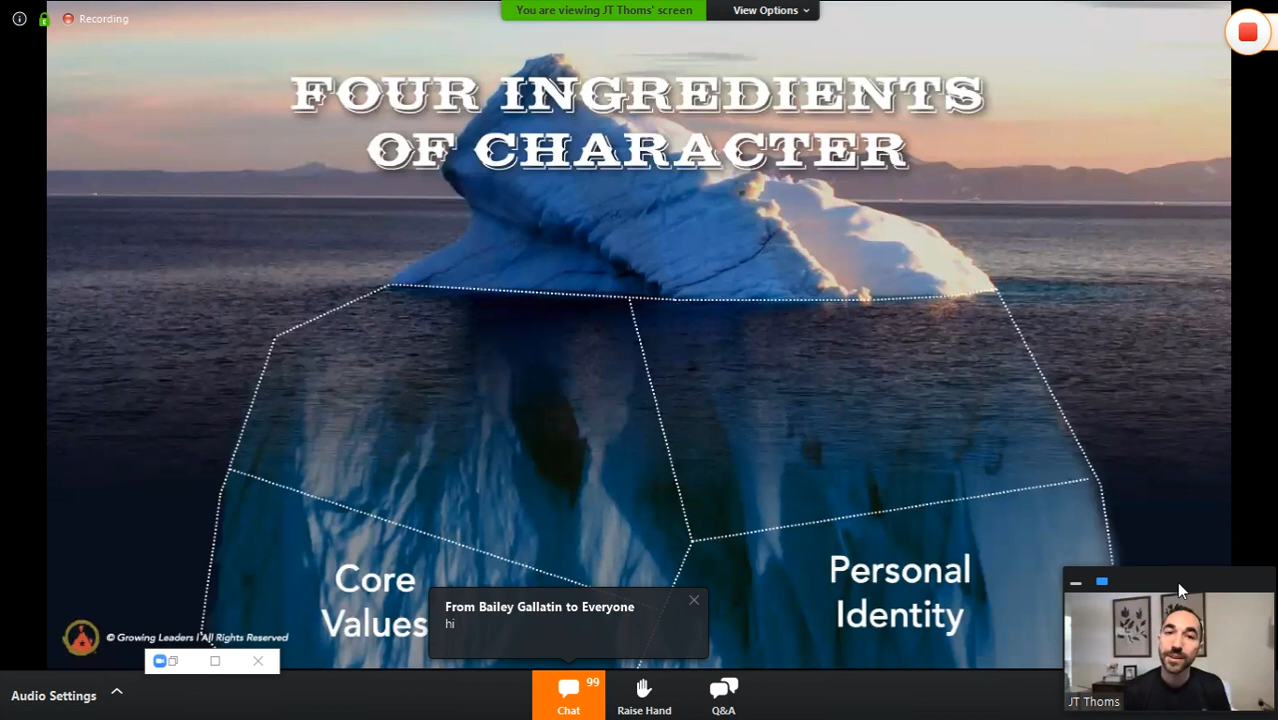 Recording
You are viewing JT Thoms' screen
View Options
FOUR INGREDIENTS
OF CHARACTER
Core
Values
Personal
Identity
From Bailey Gallatin to Everyone
hi
© Growing Leaders | All Rights Reserved
JT Thoms
Audio Settings
99
Chat
Raise Hand
Q&A